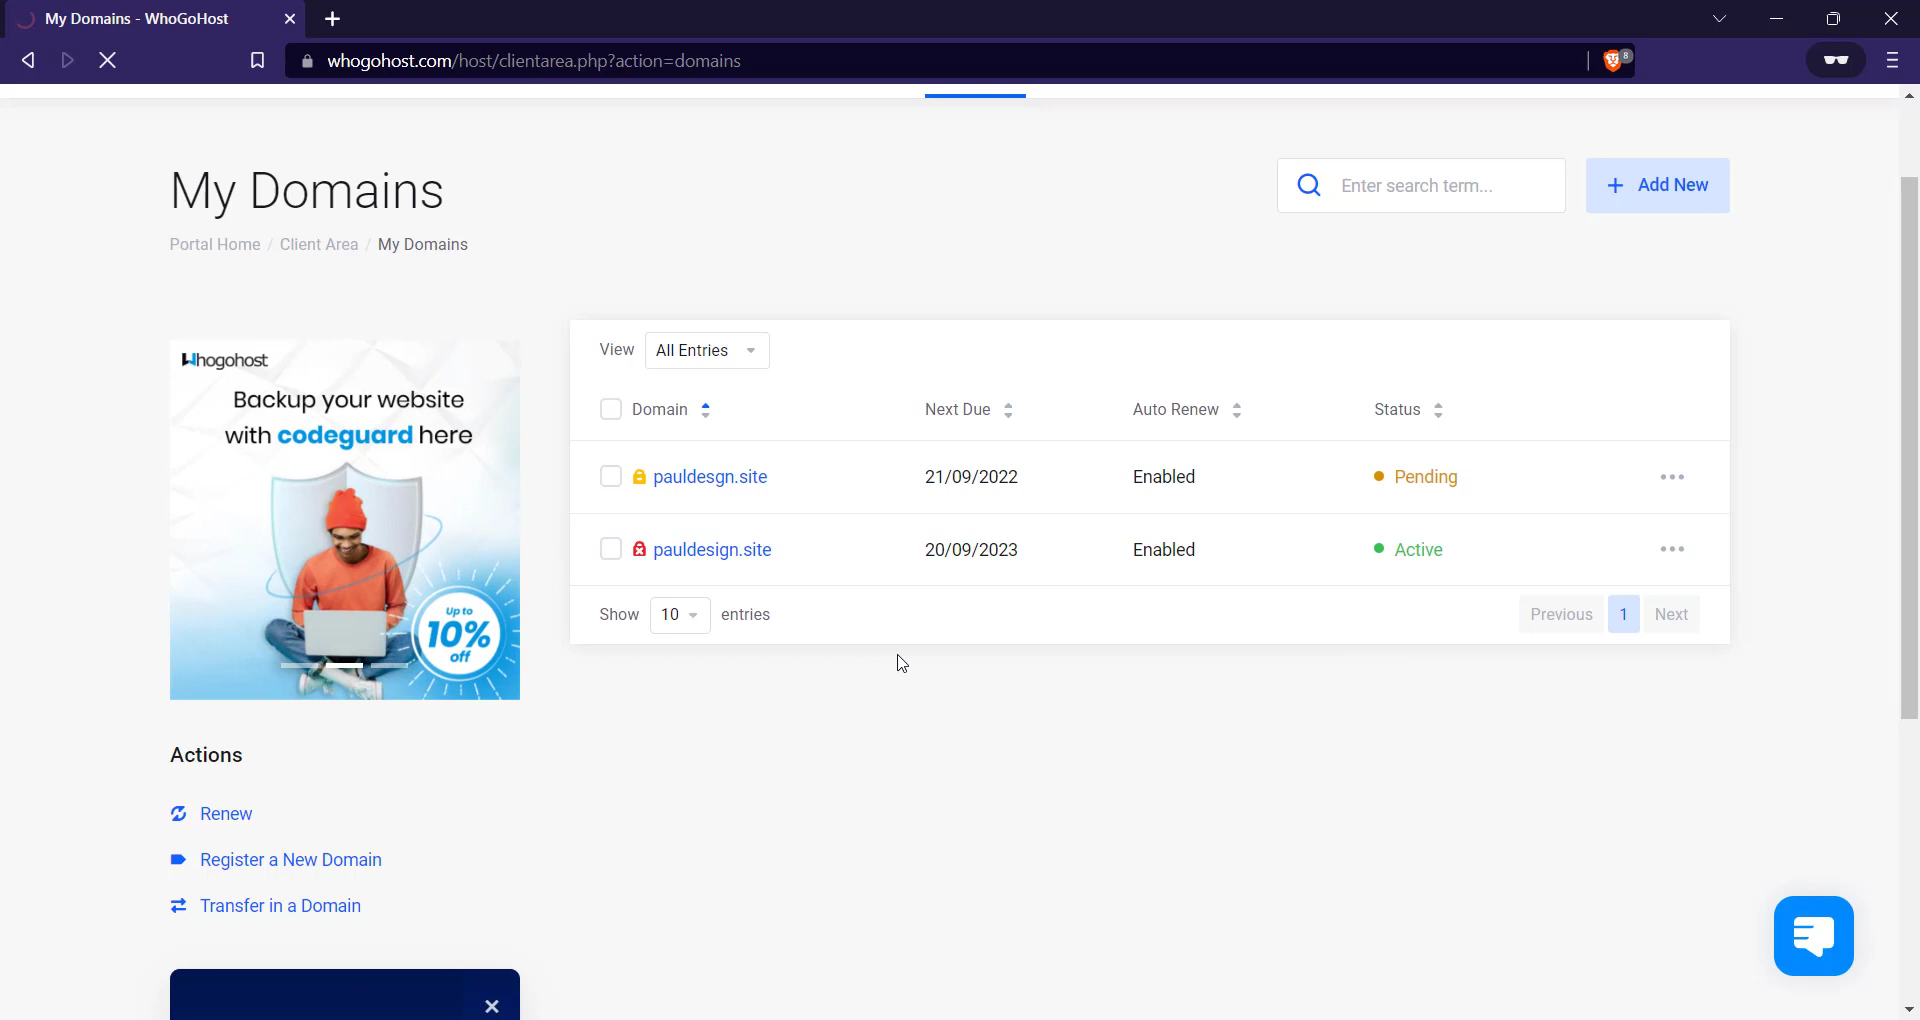 My Domains - WhoGoHost
whogohost.com/host/clientarea.php?action=domains
8
My Domains
Enter search term...
Add New
Portal Home / Client Area / My Domains
Whogohost
Backup your website
with codeguard here
Up to
10%
off
View All Entries
Domain Next Due Auto Renew Status
pauldesgn.site 21/09/2022 Enabled Pending
pauldesign.site 20/09/2023 Enabled Active
Show 10 entries Previous 1 Next
Actions
Renew
Register a New Domain
Transfer in a Domain